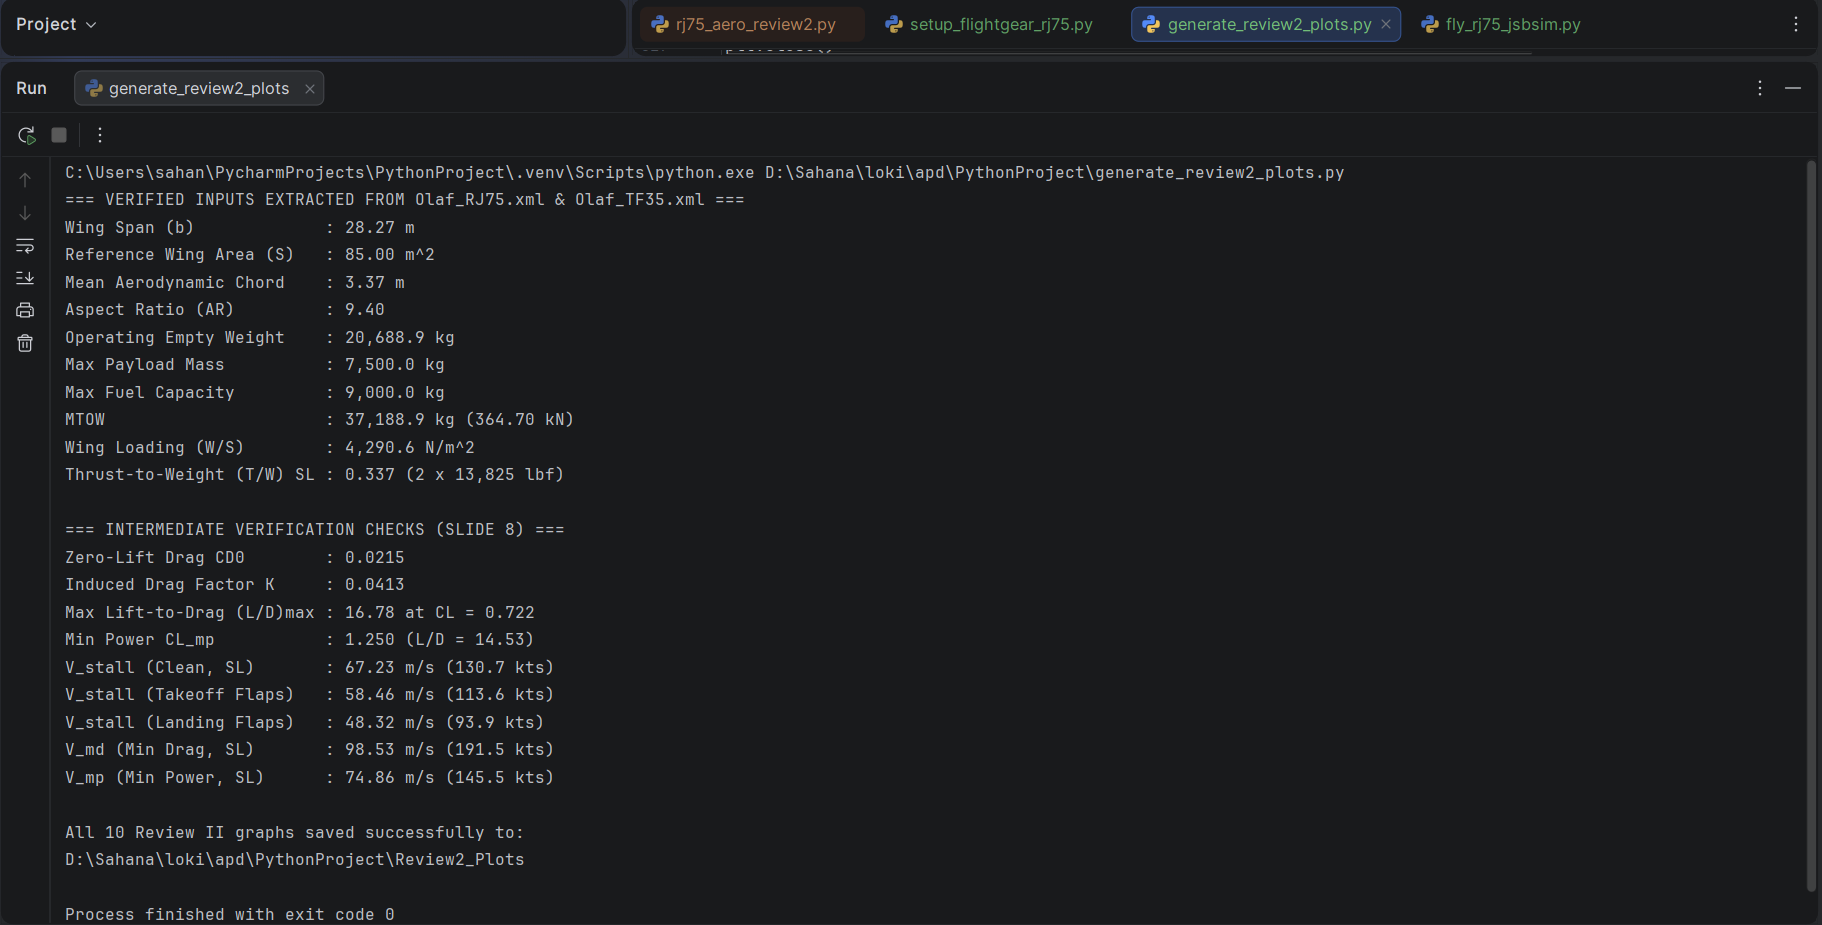 Project
rj75_aero_review2.py
setup_flightgear_rj75.py
generate_review2_plots.py
fly_rj75_jsbsim.py
Run
generate_review2_plots
C:\Users\sahan\PycharmProjects\PythonProject\.venv\Scripts\python.exe D:\Sahana\loki\apd\PythonProject\generate_review2_plots.py
=== VERIFIED INPUTS EXTRACTED FROM Olaf_RJ75.xml & Olaf_TF35.xml ===
Wing Span (b)             : 28.27 m
Reference Wing Area (S)   : 85.00 m^2
Mean Aerodynamic Chord    : 3.37 m
Aspect Ratio (AR)         : 9.40
Operating Empty Weight    : 20,688.9 kg
Max Payload Mass          : 7,500.0 kg
Max Fuel Capacity         : 9,000.0 kg
MTOW                      : 37,188.9 kg (364.70 kN)
Wing Loading (W/S)        : 4,290.6 N/m^2
Thrust-to-Weight (T/W) SL : 0.337 (2 x 13,825 lbf)
=== INTERMEDIATE VERIFICATION CHECKS (SLIDE 8) ===
Zero-Lift Drag CD0        : 0.0215
Induced Drag Factor K     : 0.0413
Max Lift-to-Drag (L/D)max : 16.78 at CL = 0.722
Min Power CL_mp           : 1.250 (L/D = 14.53)
V_stall (Clean, SL)       : 67.23 m/s (130.7 kts)
V_stall (Takeoff Flaps)   : 58.46 m/s (113.6 kts)
V_stall (Landing Flaps)   : 48.32 m/s (93.9 kts)
V_md (Min Drag, SL)       : 98.53 m/s (191.5 kts)
V_mp (Min Power, SL)      : 74.86 m/s (145.5 kts)
All 10 Review II graphs saved successfully to:
D:\Sahana\loki\apd\PythonProject\Review2_Plots
Process finished with exit code 0